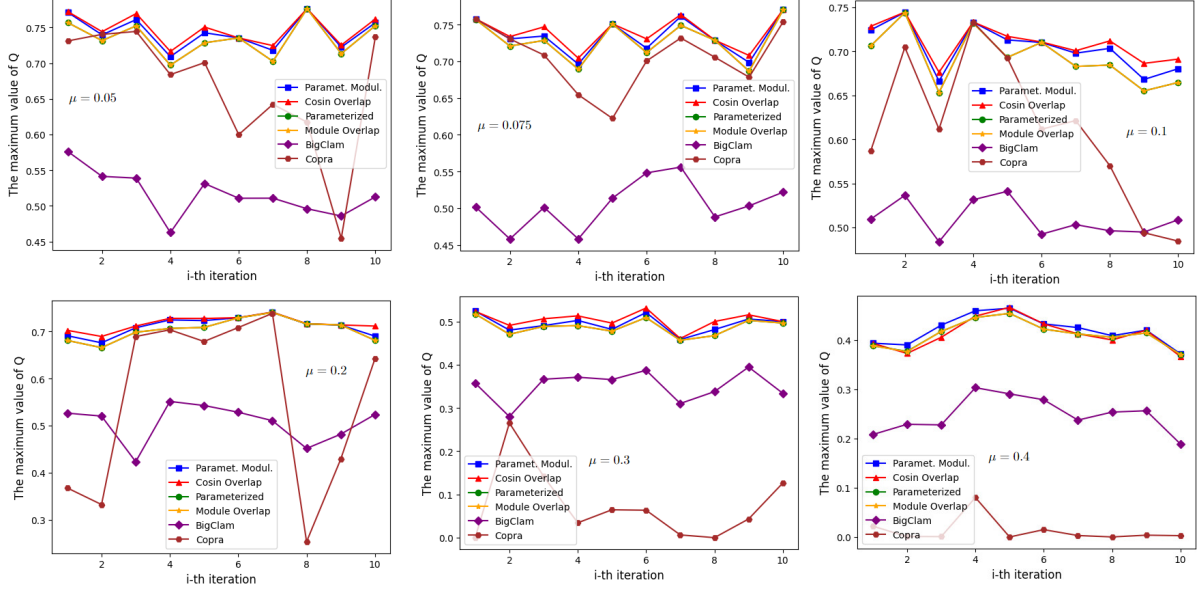 The maximum value of Q
0.75
0.70
0.65
0.60
0.55
0.50
0.45
μ = 0.05
Paramet. Modul.
Cosin Overlap
Parameterized
Module Overlap
BigClam
Copra
2 4 6 8 10
i-th iteration
The maximum value of Q
0.75
0.70
0.65
0.60
0.55
0.50
0.45
μ = 0.075
Paramet. Modul.
Cosin Overlap
Parameterized
Module Overlap
BigClam
Copra
2 4 6 8 10
i-th iteration
The maximum value of Q
0.75
0.70
0.65
0.60
0.55
0.50
μ = 0.1
Paramet. Modul.
Cosin Overlap
Parameterized
Module Overlap
BigClam
Copra
2 4 6 8 10
i-th iteration
The maximum value of Q
0.7
0.6
0.5
0.4
0.3
μ = 0.2
Paramet. Modul.
Cosin Overlap
Parameterized
Module Overlap
BigClam
Copra
2 4 6 8 10
i-th iteration
The maximum value of Q
0.5
0.4
0.3
0.2
0.1
0.0
μ = 0.3
Paramet. Modul.
Cosin Overlap
Parameterized
Module Overlap
BigClam
Copra
2 4 6 8 10
i-th iteration
The maximum value of Q
0.4
0.3
0.2
0.1
0.0
μ = 0.4
Paramet. Modul.
Cosin Overlap
Parameterized
Module Overlap
BigClam
Copra
2 4 6 8 10
i-th iteration